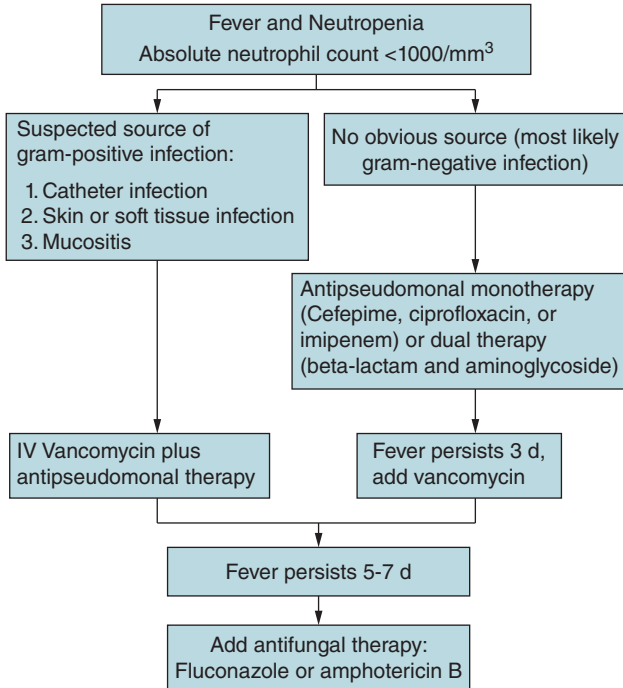 Fever and Neutropenia
Absolute neutrophil count <1000/mm³
Suspected source of
gram-positive infection:
1. Catheter infection
2. Skin or soft tissue infection
3. Mucositis
No obvious source (most likely
gram-negative infection)
Antipseudomonal monotherapy
(Cefepime, ciprofloxacin, or
imipenem) or dual therapy
(beta-lactam and aminoglycoside)
IV Vancomycin plus
antipseudomonal therapy
Fever persists 3 d,
add vancomycin
Fever persists 5-7 d
Add antifungal therapy:
Fluconazole or amphotericin B